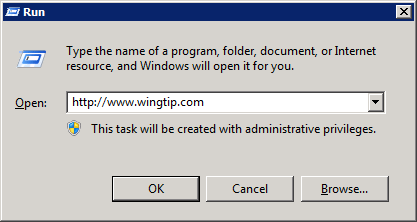 Run
Type the name of a program, folder, document, or Internet
resource, and Windows will open it for you.
Open: http://www.wingtip.com
This task will be created with administrative privileges.
OK Cancel Browse...